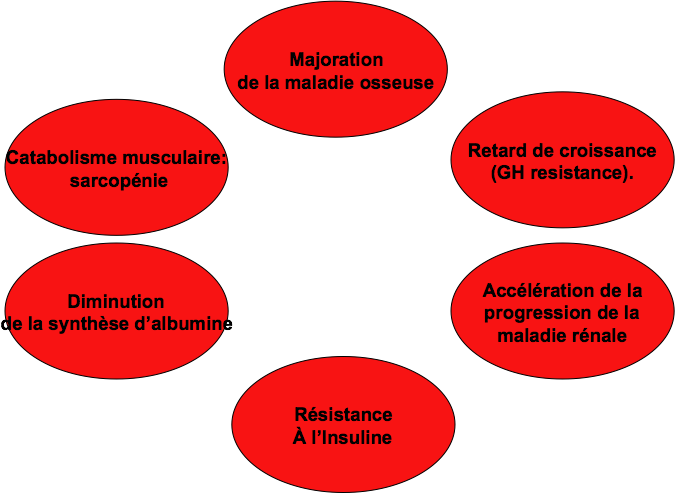 Majoration
de la maladie osseuse
Catabolisme musculaire:
sarcopénie
Retard de croissance
(GH resistance).
Diminution
de la synthèse d’albumine
Accélération de la
progression de la
maladie rénale
Résistance
À l’Insuline